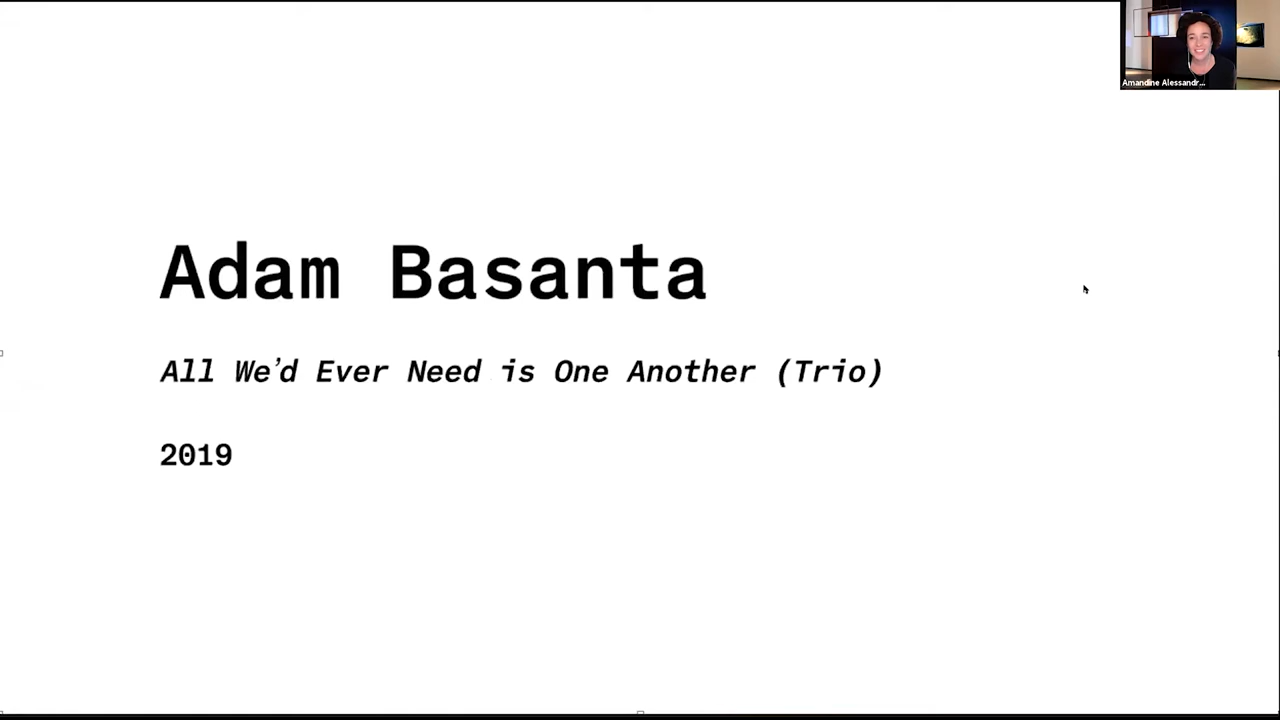 Amandine Alessandr...
Adam Basanta
All We’d Ever Need is One Another (Trio)
2019